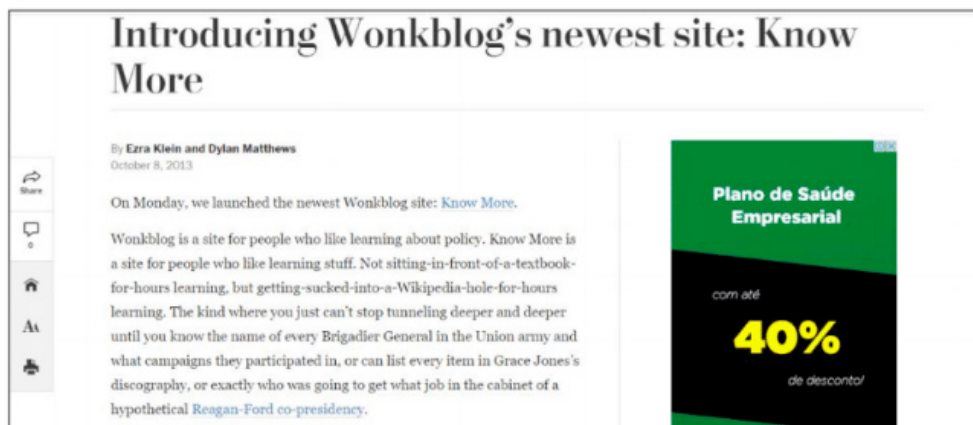 Introducing Wonkblog’s newest site: Know
More
By Ezra Klein and Dylan Matthews
October 8, 2013
Share
0
On Monday, we launched the newest Wonkblog site: Know More.
Wonkblog is a site for people who like learning about policy. Know More is
a site for people who like learning stuff. Not sitting-in-front-of-a-textbook-
for-hours learning, but getting-sucked-into-a-Wikipedia-hole-for-hours
learning. The kind where you just can’t stop tunneling deeper and deeper
until you know the name of every Brigadier General in the Union army and
what campaigns they participated in, or can list every item in Grace Jones’s
discography, or exactly who was going to get what job in the cabinet of a
hypothetical Reagan-Ford co-presidency.
AA
Plano de Saúde
Empresarial
com até
40%
de desconto!